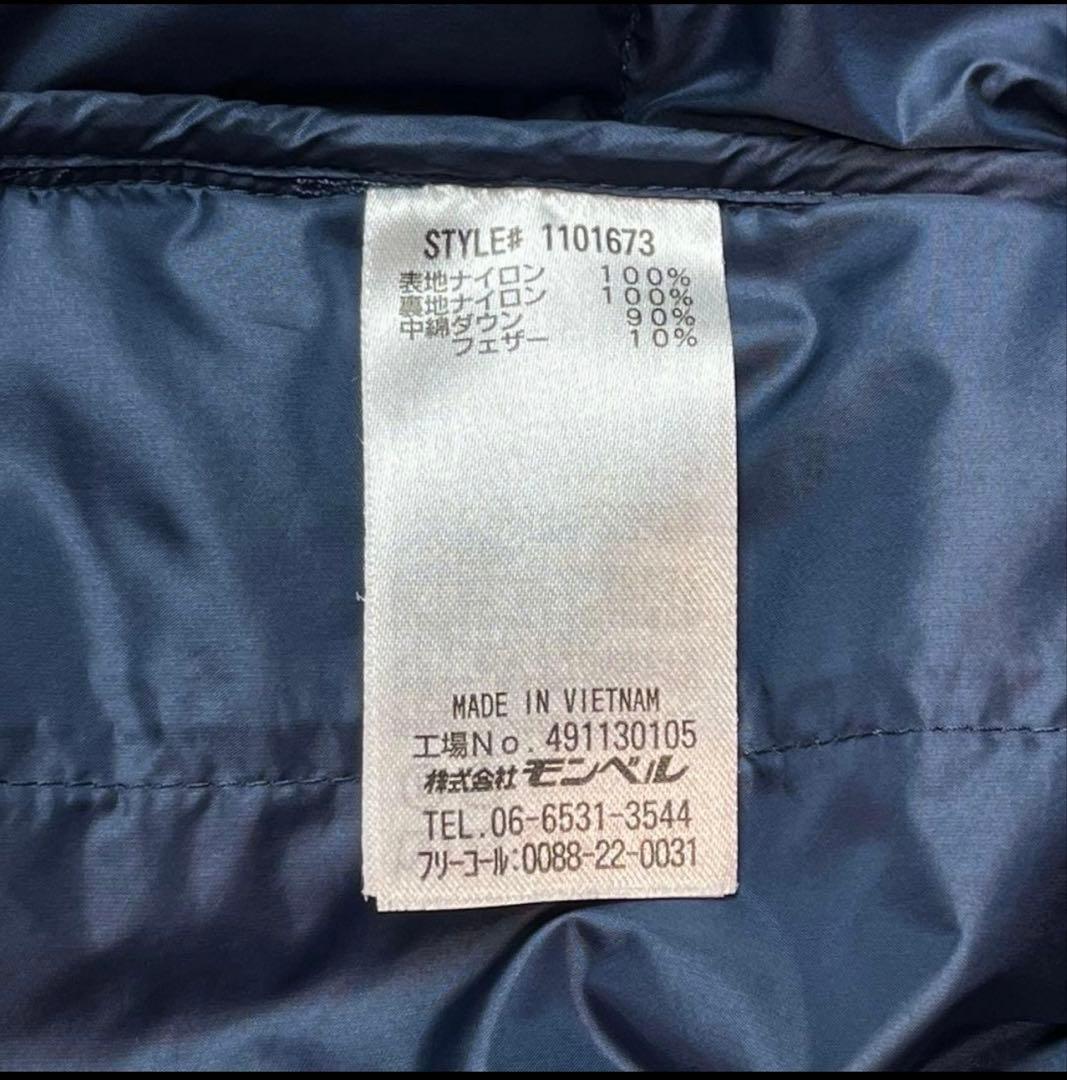 STYLE# 1101673
表地ナイロン 100%
裏地ナイロン 100%
中綿ダウン 90%
フェザー 10%
MADE IN VIETNAM
工場No. 491130105
株式会社モンベル
TEL.06-6531-3544
フリーコール:0088-22-0031